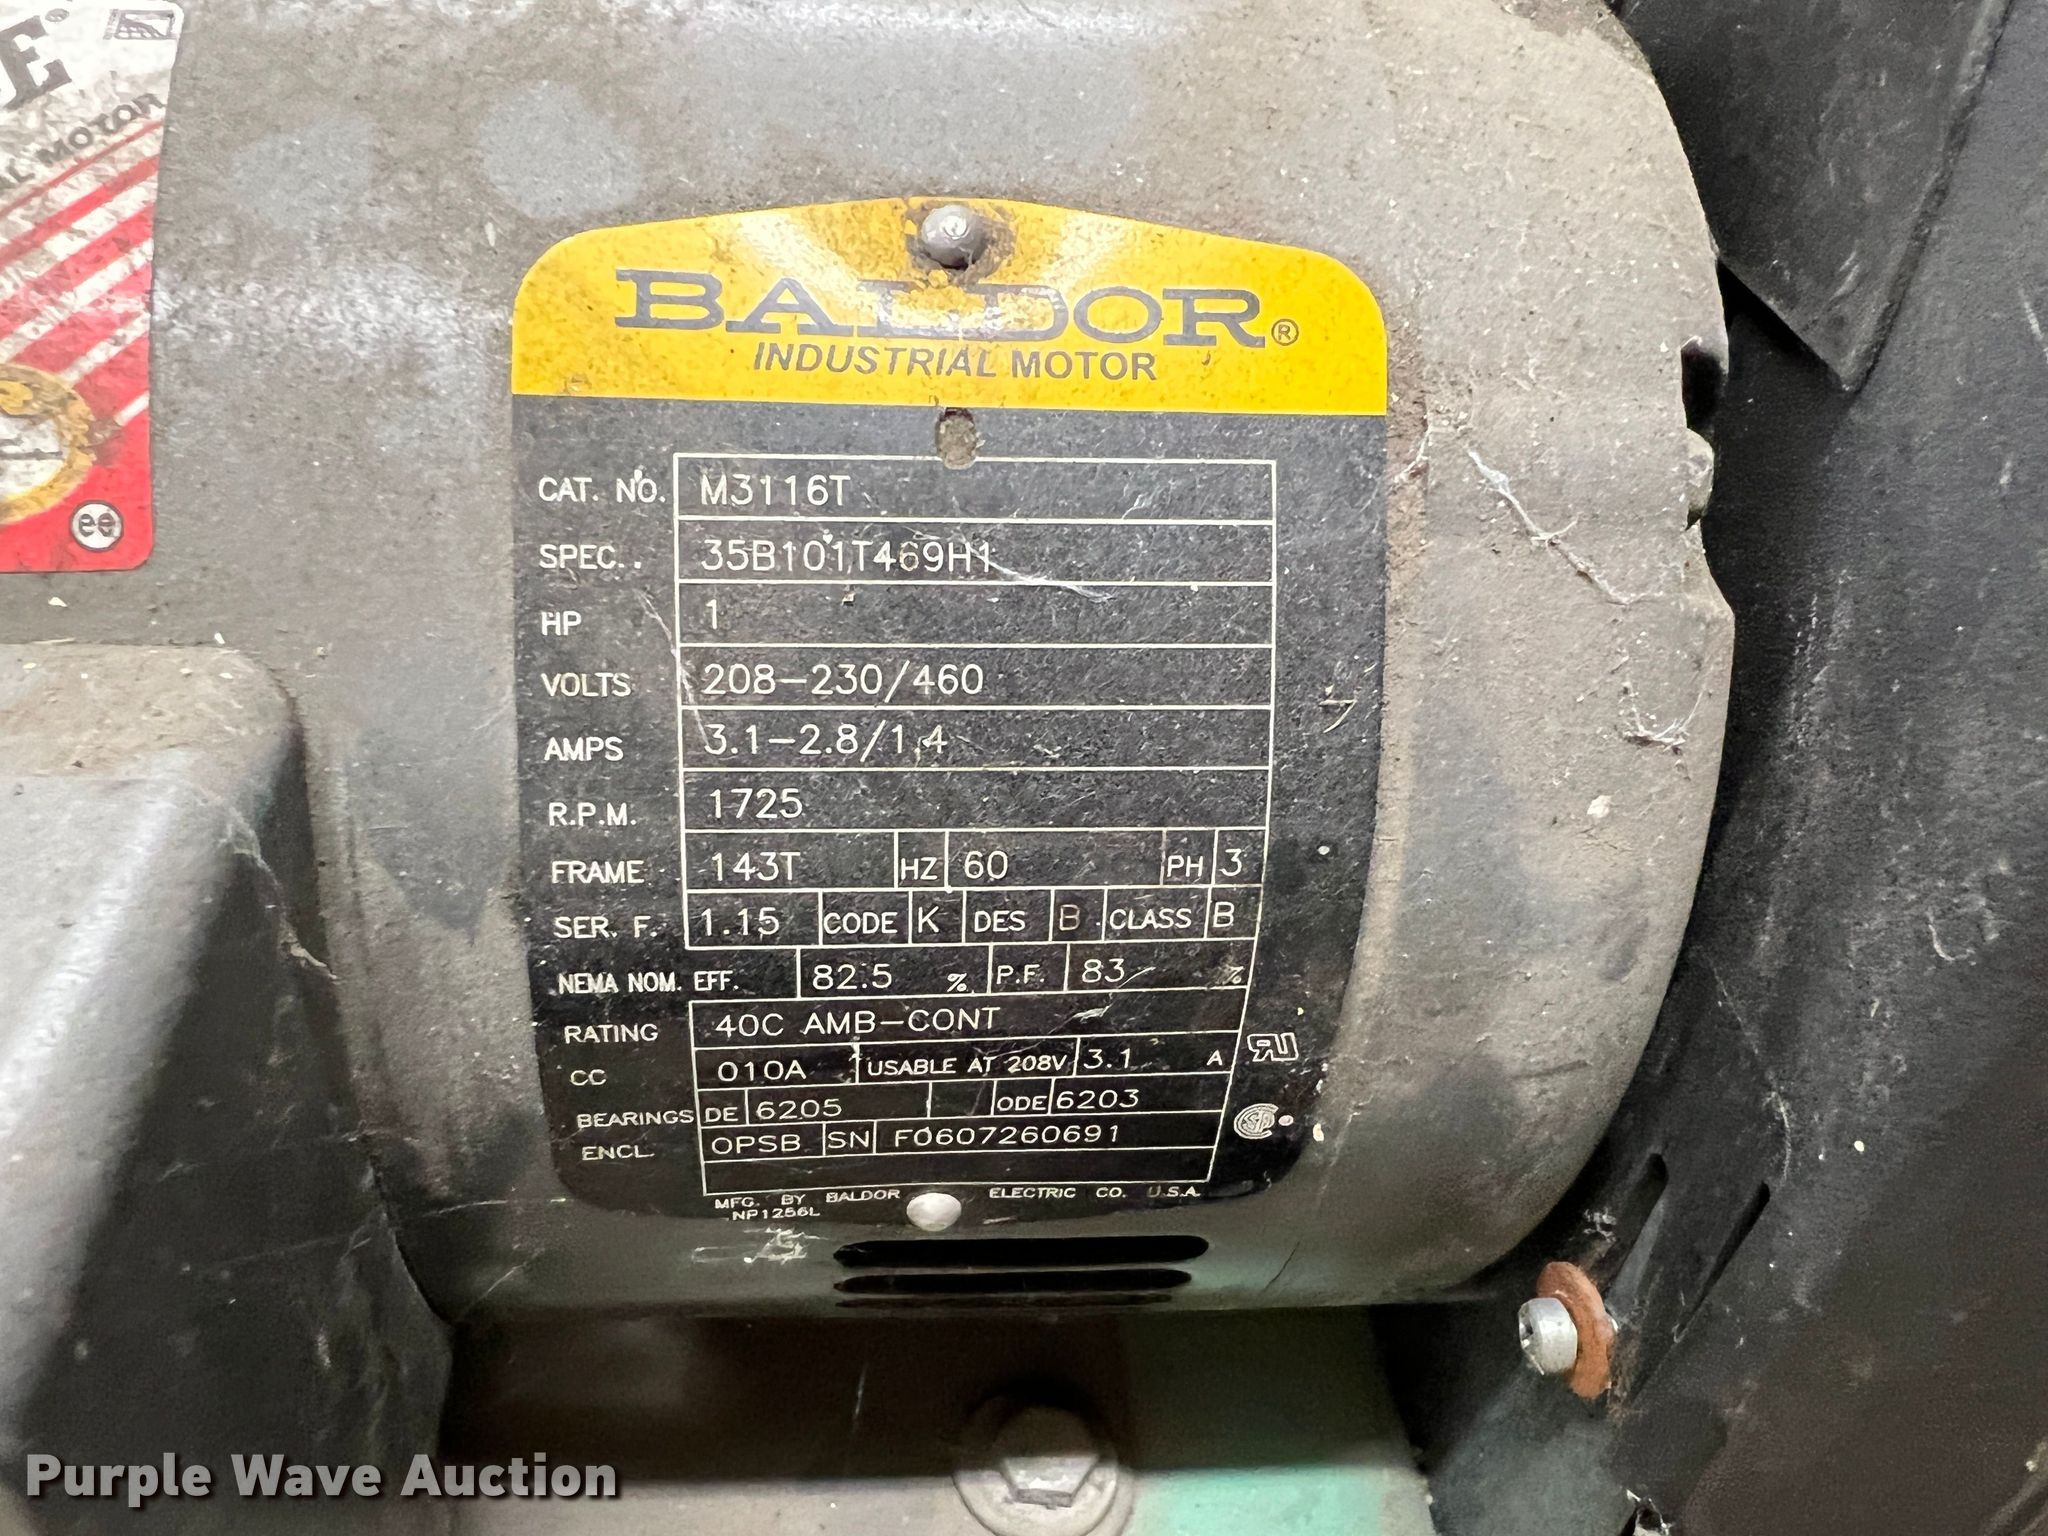 E®
AL MOTOR
ee
BALDOR®
INDUSTRIAL MOTOR
CAT. NO. M3116T
SPEC. 35B101T469H1
HP 1
VOLTS 208-230/460
AMPS 3.1-2.8/1.4
R.P.M. 1725
FRAME 143T HZ 60 PH 3
SER. F. 1.15 CODE K DES B CLASS B
NEMA NOM. EFF. 82.5 % P.F. 83 %
RATING 40C AMB-CONT
CC 010A USABLE AT 208V 3.1 A
BEARINGS DE 6205 ODE 6203
ENCL. OPSB SN F0607260691
MFG. BY BALDOR ELECTRIC CO. U.S.A.
NP1256L
Purple Wave Auction